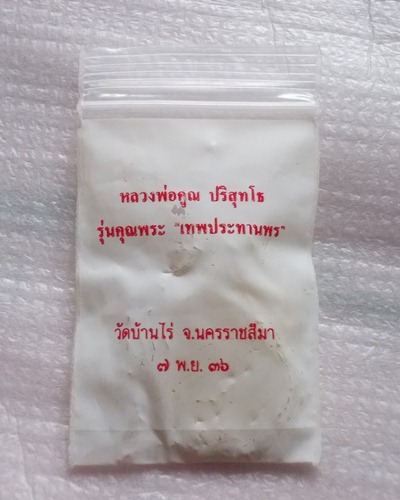 หลวงพ่อคูณ ปริสุทโธ
รุ่นคุณพระ "เทพประทานพร"
วัดบ้านไร่ จ.นครราชสีมา
๗ พ.ย. ๓๖